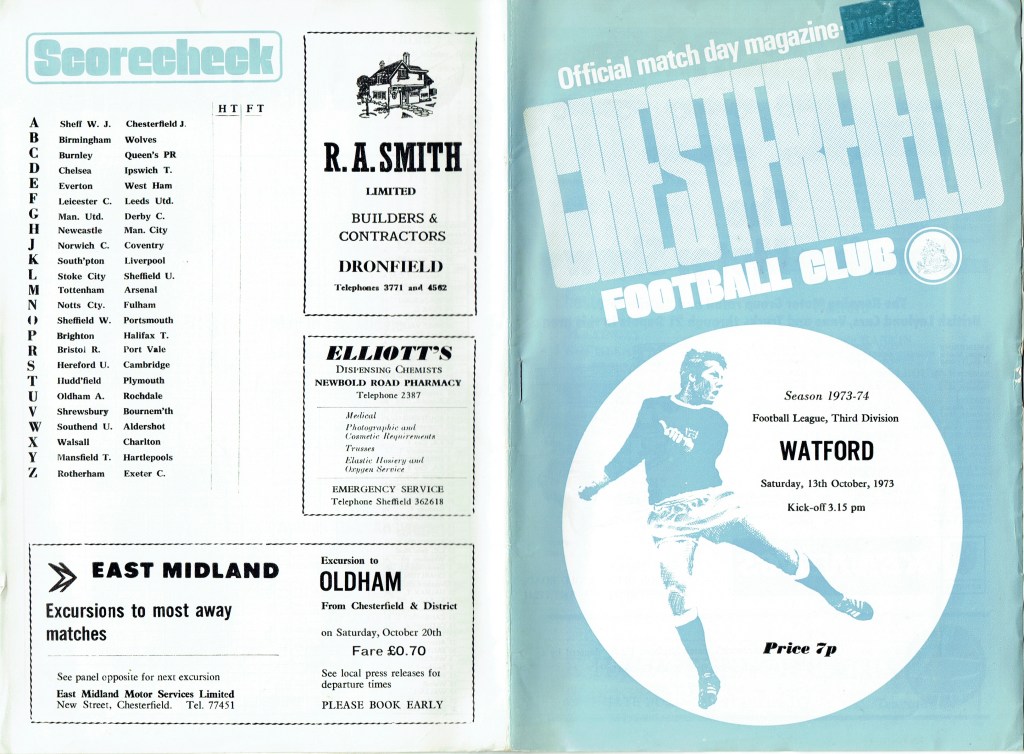 Scorecheck
HT FT
A Sheff W. J. Chesterfield J.
B Birmingham Wolves
C Burnley Queen's PR
D Chelsea Ipswich T.
E Everton West Ham
F Leicester C. Leeds Utd.
G Man. Utd. Derby C.
H Newcastle Man. City
J Norwich C. Coventry
K South'pton Liverpool
L Stoke City Sheffield U.
M Tottenham Arsenal
N Notts Cty. Fulham
O Sheffield W. Portsmouth
P Brighton Halifax T.
R Bristol R. Port Vale
S Hereford U. Cambridge
T Hudd'field Plymouth
U Oldham A. Rochdale
V Shrewsbury Bournem'th
W Southend U. Aldershot
X Walsall Charlton
Y Mansfield T. Hartlepools
Z Rotherham Exeter C.
R. A. SMITH
LIMITED
BUILDERS &
CONTRACTORS
DRONFIELD
Telephones 3771 and 4562
ELLIOTT'S
DISPENSING CHEMISTS
NEWBOLD ROAD PHARMACY
Telephone 2387
Medical
Photographic and
Cosmetic Requirements
Trusses
Elastic Hosiery and
Oxygen Service
EMERGENCY SERVICE
Telephone Sheffield 362618
EAST MIDLAND
Excursions to most away
matches
See panel opposite for next excursion
East Midland Motor Services Limited
New Street, Chesterfield. Tel. 77451
Excursion to
OLDHAM
From Chesterfield & District
on Saturday, October 20th
Fare £0.70
See local press releases for
departure times
PLEASE BOOK EARLY
Official match day magazine
CHESTERFIELD
FOOTBALL CLUB
Season 1973-74
Football League, Third Division
WATFORD
Saturday, 13th October, 1973
Kick-off 3.15 pm
Price 7p